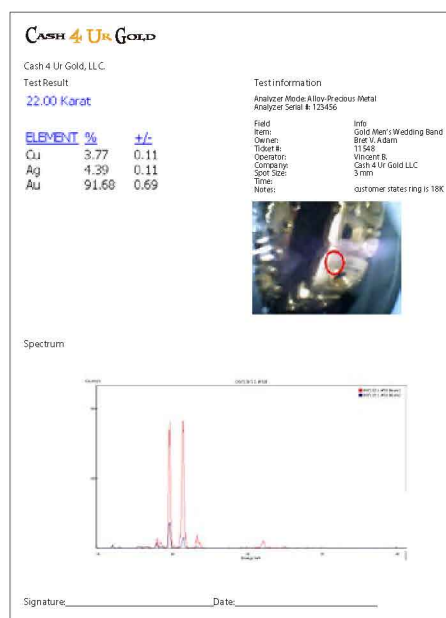 CASH 4 UR GOLD
Cash 4 Ur Gold, LLC.
Test Result
22.00 Karat
ELEMENT % +/-
Cu 3.77 0.11
Ag 4.39 0.11
Au 91.68 0.69
Test information
Analyzer Mode: Alloy-Precious Metal
Analyzer Serial #: 123456
Field Info
Item: Gold Men's Wedding Band
Owner: Bret V. Adam
Ticket #: 11548
Operator: Vincent B.
Company: Cash 4 Ur Gold LLC
Spot Size: 3 mm
Time:
Notes: customer states ring is 18K
Spectrum
Signature: Date: